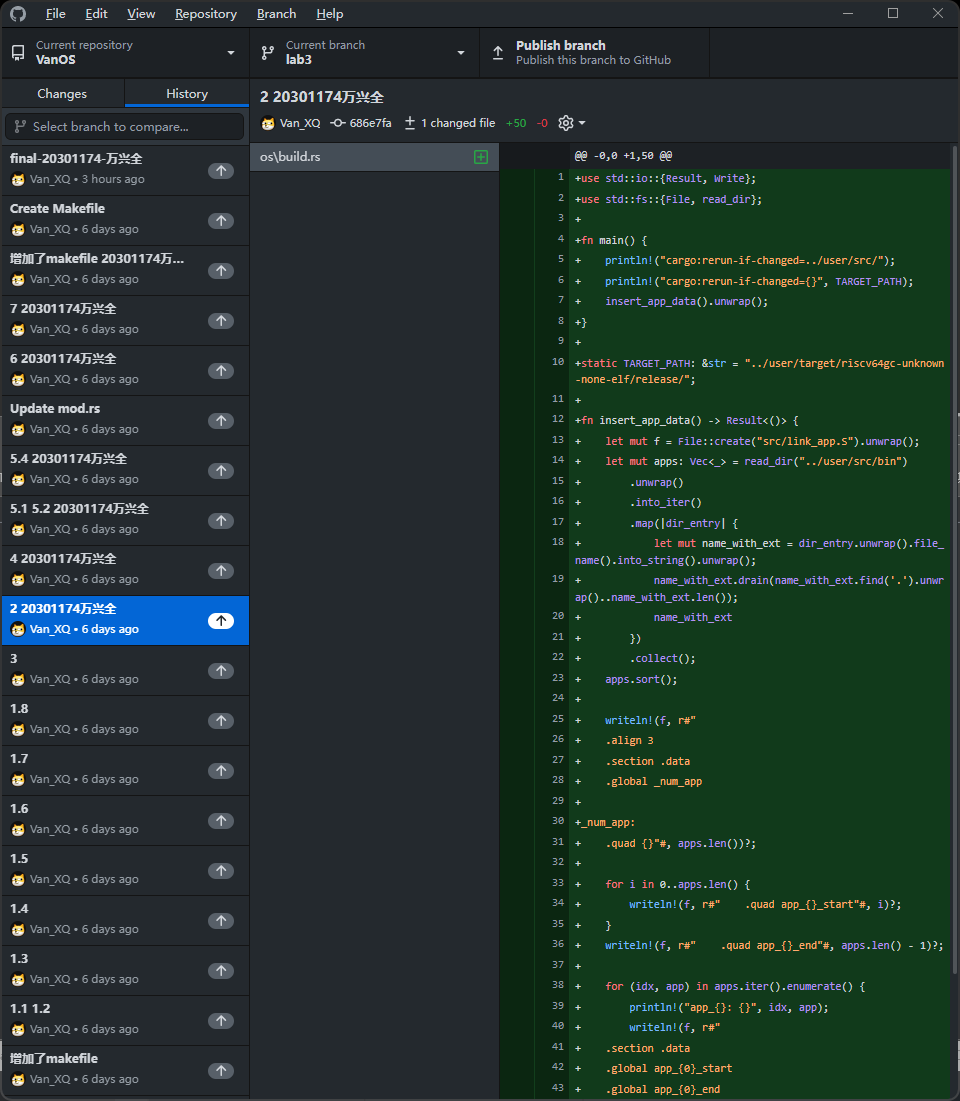 File Edit View Repository Branch Help
Current repository
VanOS
Current branch
lab3
Publish branch
Publish this branch to GitHub
Changes History
Select branch to compare...
final-20301174-万兴全
Van_XQ • 3 hours ago
Create Makefile
Van_XQ • 6 days ago
增加了makefile 20301174万...
Van_XQ • 6 days ago
7 20301174万兴全
Van_XQ • 6 days ago
6 20301174万兴全
Van_XQ • 6 days ago
Update mod.rs
Van_XQ • 6 days ago
5.4 20301174万兴全
Van_XQ • 6 days ago
5.1 5.2 20301174万兴全
Van_XQ • 6 days ago
4 20301174万兴全
Van_XQ • 6 days ago
2 20301174万兴全
Van_XQ • 6 days ago
3
Van_XQ • 6 days ago
1.8
Van_XQ • 6 days ago
1.7
Van_XQ • 6 days ago
1.6
Van_XQ • 6 days ago
1.5
Van_XQ • 6 days ago
1.4
Van_XQ • 6 days ago
1.3
Van_XQ • 6 days ago
1.1 1.2
Van_XQ • 6 days ago
增加了makefile
Van_XQ • 6 days ago
2 20301174万兴全
Van_XQ 686e7fa 1 changed file +50 -0
os\build.rs
@@ -0,0 +1,50 @@
1 +use std::io::{Result, Write};
2 +use std::fs::{File, read_dir};
3 +
4 +fn main() {
5 +    println!("cargo:rerun-if-changed=../user/src/");
6 +    println!("cargo:rerun-if-changed={}", TARGET_PATH);
7 +    insert_app_data().unwrap();
8 +}
9 +
10 +static TARGET_PATH: &str = "../user/target/riscv64gc-unknown
-none-elf/release/";
11 +
12 +fn insert_app_data() -> Result<()> {
13 +    let mut f = File::create("src/link_app.S").unwrap();
14 +    let mut apps: Vec<_> = read_dir("../user/src/bin")
15 +        .unwrap()
16 +        .into_iter()
17 +        .map(|dir_entry| {
18 +            let mut name_with_ext = dir_entry.unwrap().file_
name().into_string().unwrap();
19 +            name_with_ext.drain(name_with_ext.find('.').unwr
ap()..name_with_ext.len());
20 +            name_with_ext
21 +        })
22 +        .collect();
23 +    apps.sort();
24 +
25 +    writeln!(f, r#"
26 +    .align 3
27 +    .section .data
28 +    .global _num_app
29 +
30 +_num_app:
31 +    .quad {}"#, apps.len())?;
32 +
33 +    for i in 0..apps.len() {
34 +        writeln!(f, r#"    .quad app_{}_start"#, i)?;
35 +    }
36 +    writeln!(f, r#"    .quad app_{}_end"#, apps.len() - 1)?;
37 +
38 +    for (idx, app) in apps.iter().enumerate() {
39 +        println!("app_{}: {}", idx, app);
40 +        writeln!(f, r#"
41 +    .section .data
42 +    .global app_{0}_start
43 +    .global app_{0}_end